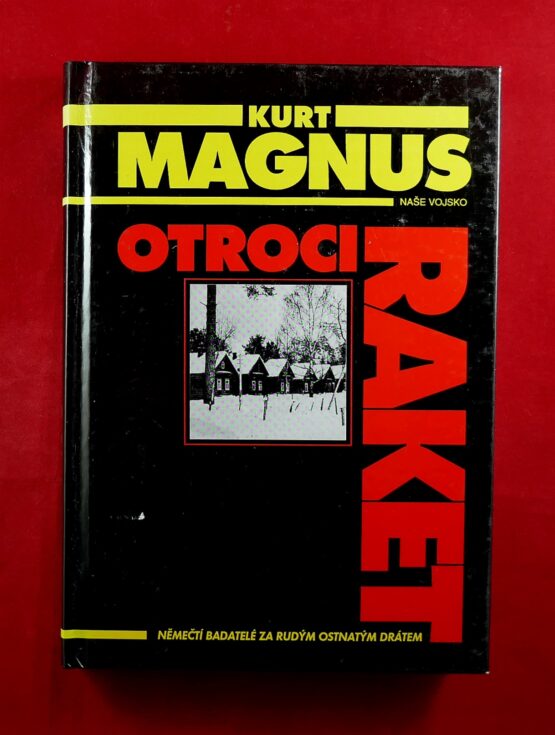 KURT
MAGNUS
NAŠE VOJSKO
OTROCI
RAKET
NĚMEČTÍ BADATELÉ ZA RUDÝM OSTNATÝM DRÁTEM